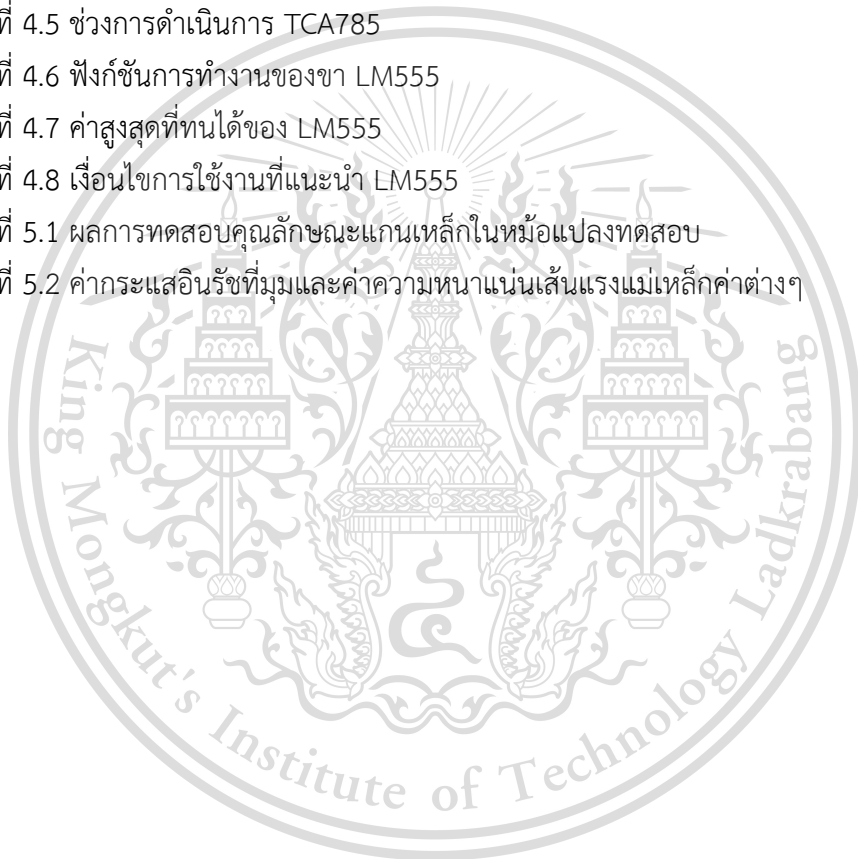 ที่ 4.5 ช่วงการดำเนินการ TCA785
ที่ 4.6 ฟังก์ชันการทำงานของขา LM555
ที่ 4.7 ค่าสูงสุดที่ทนได้ของ LM555
ที่ 4.8 เงื่อนไขการใช้งานที่แนะนำ LM555
ที่ 5.1 ผลการทดสอบคุณลักษณะแกนเหล็กในหม้อแปลงทดสอบ
ที่ 5.2 ค่ากระแสอินรัชที่มุมและค่าความหนาแน่นเส้นแรงแม่เหล็กค่าต่างๆ
King Mongkut's Institute of Technology Ladkrabang